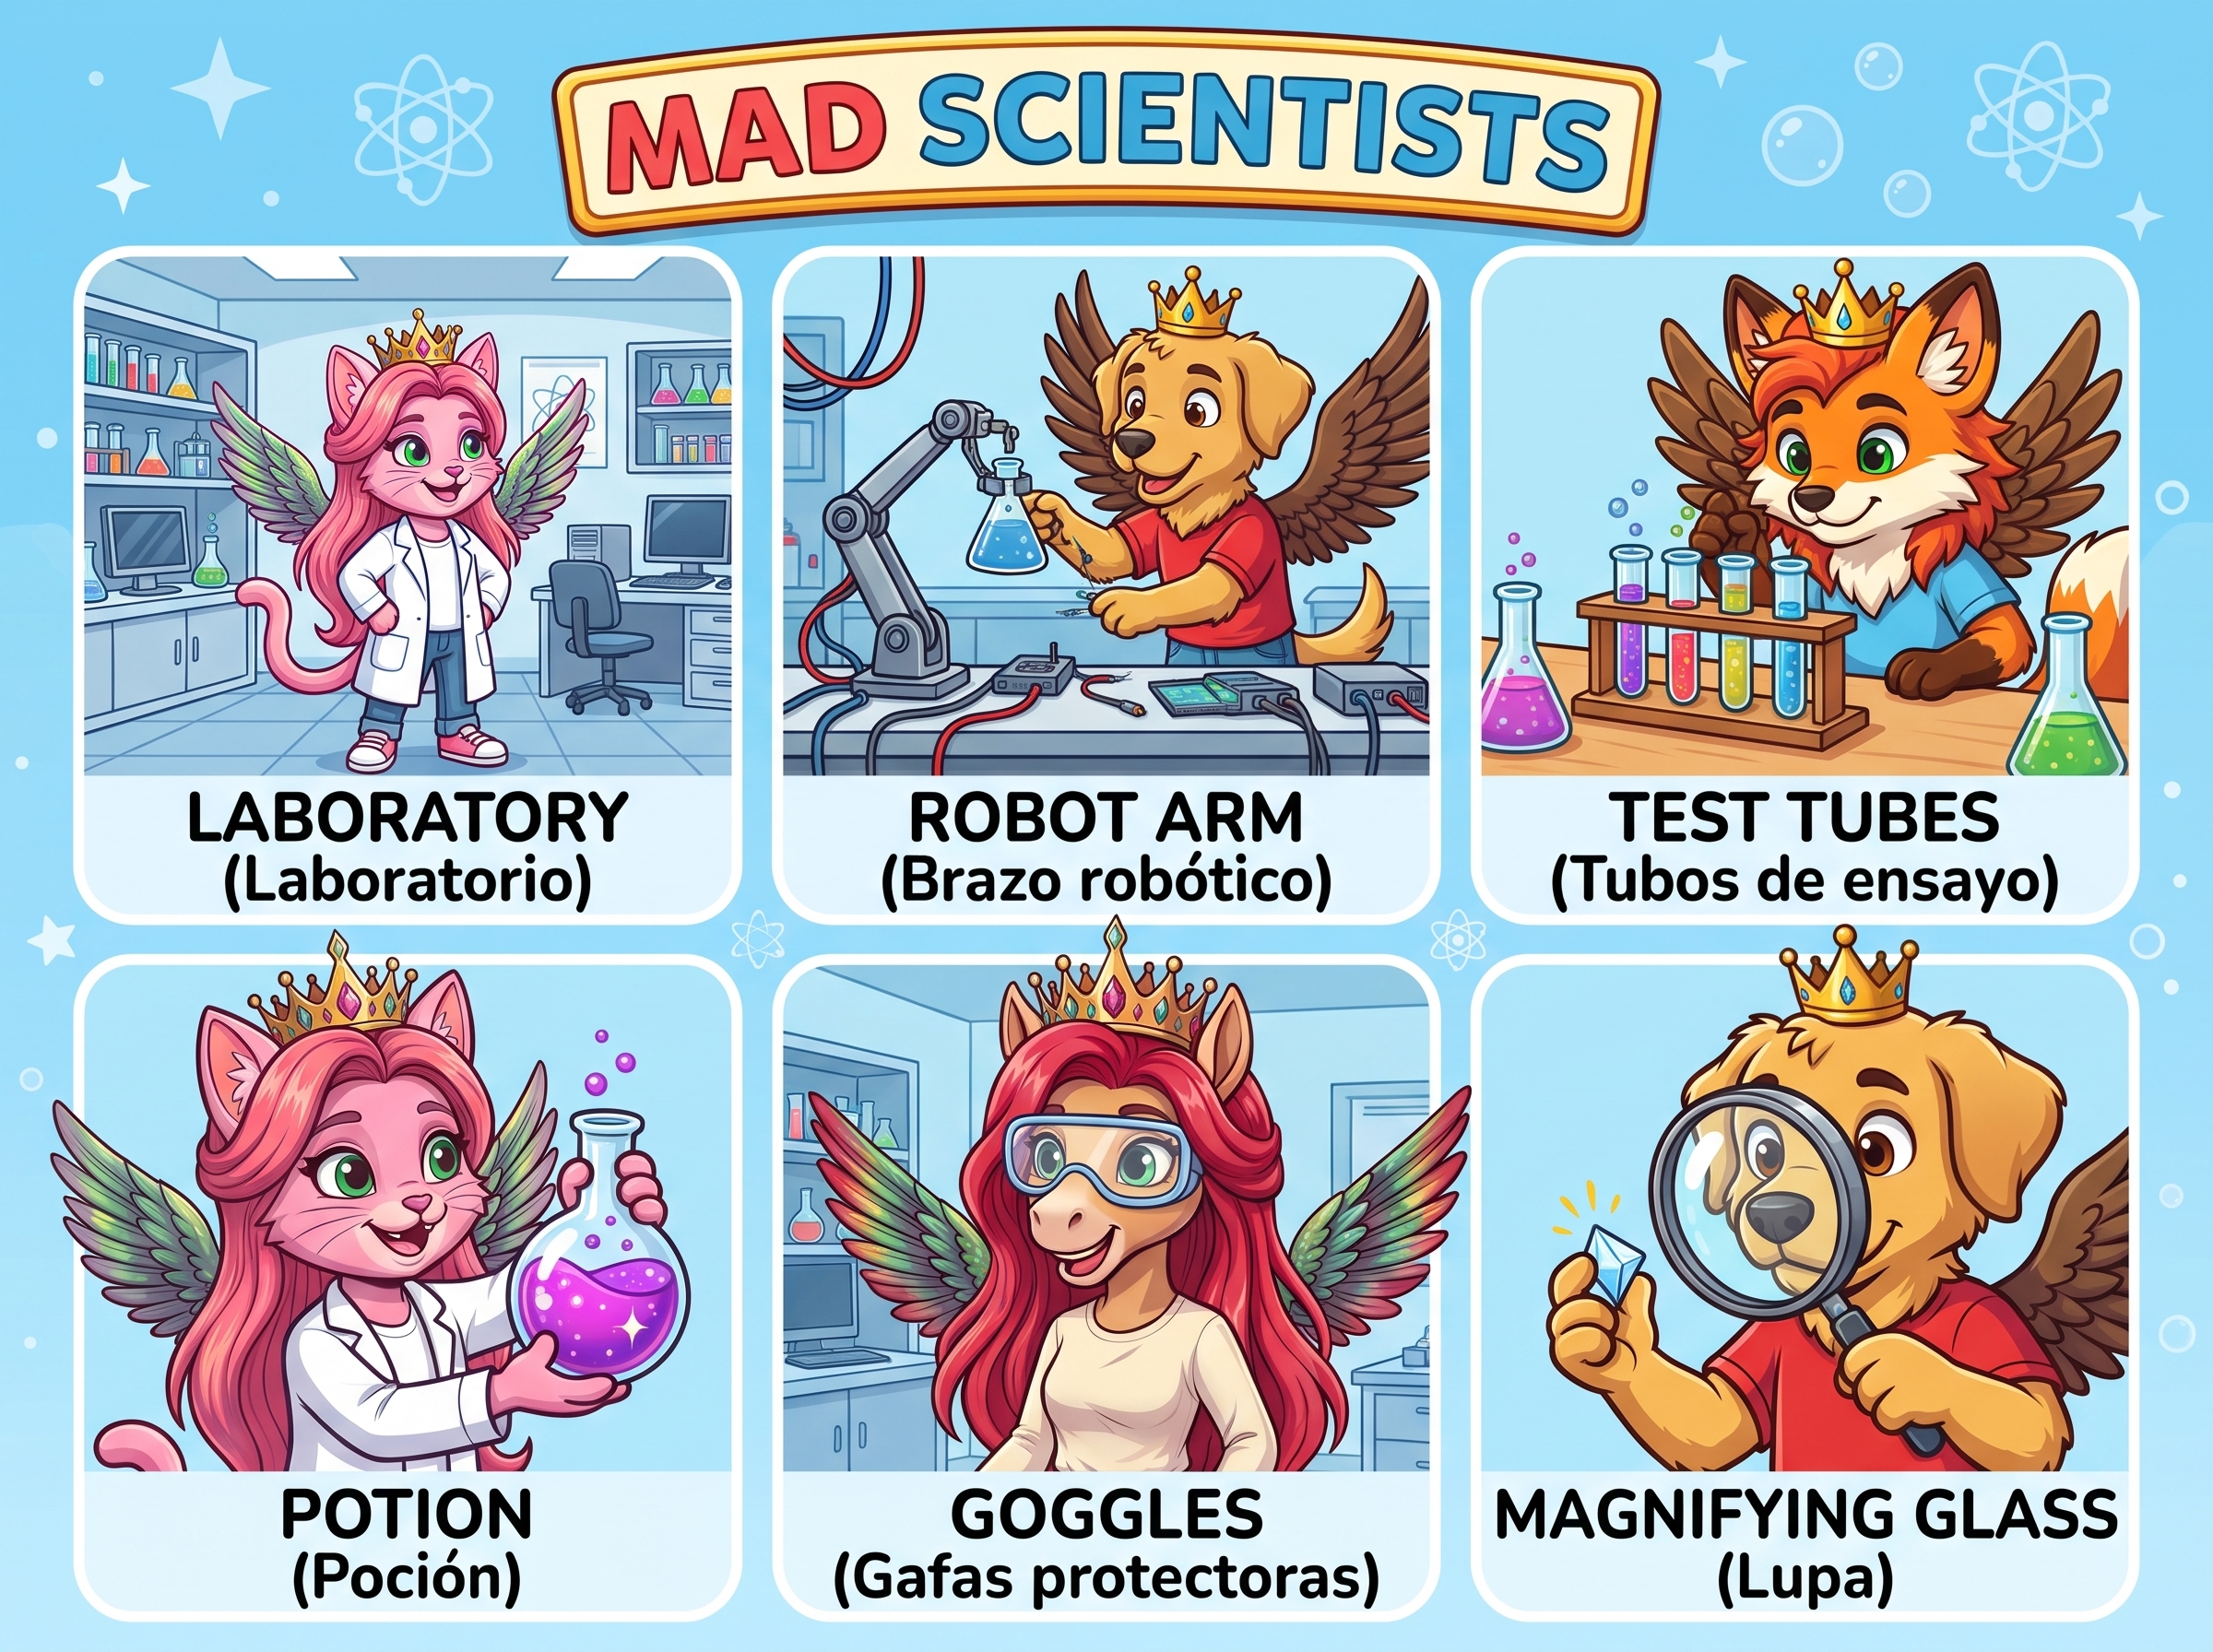 MAD SCIENTISTS
LABORATORY
(Laboratorio)
ROBOT ARM
(Brazo robótico)
TEST TUBES
(Tubos de ensayo)
POTION
(Poción)
GOGGLES
(Gafas protectoras)
MAGNIFYING GLASS
(Lupa)